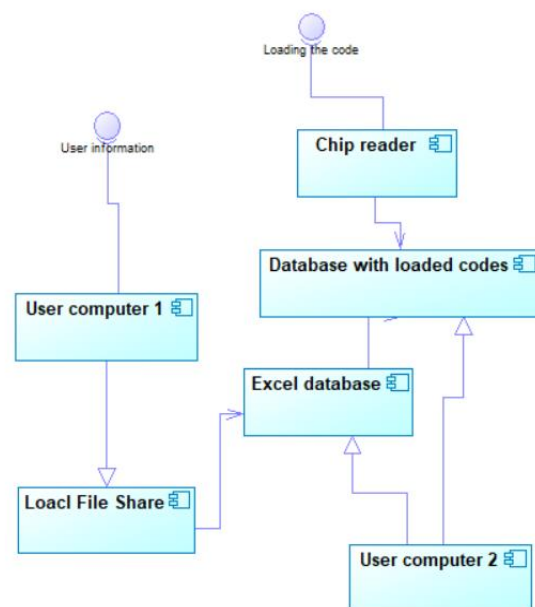 Loading the code
User information
Chip reader
Database with loaded codes
User computer 1
Excel database
Loacl File Share
User computer 2